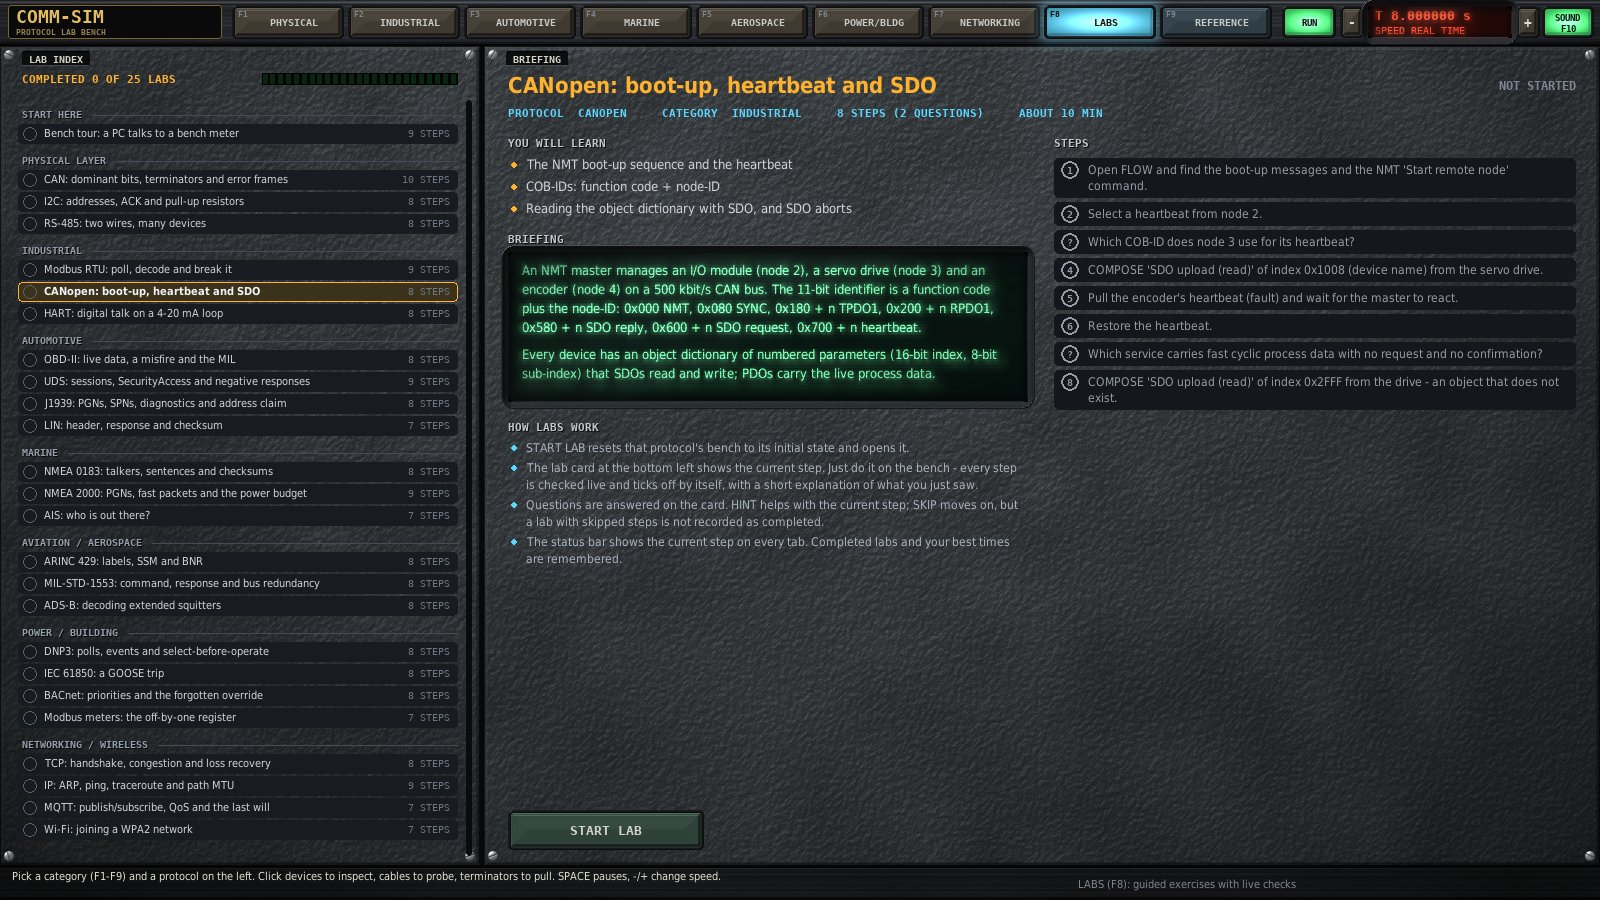 COMM-SIM
PROTOCOL LAB BENCH
F1 PHYSICAL
F2 INDUSTRIAL
F3 AUTOMOTIVE
F4 MARINE
F5 AEROSPACE
F6 POWER/BLDG
F7 NETWORKING
F8 LABS
F9 REFERENCE
RUN
-
T 8.000000 s
SPEED REAL TIME
+
SOUND
F10
LAB INDEX
COMPLETED 0 OF 25 LABS
START HERE
Bench tour: a PC talks to a bench meter 9 STEPS
PHYSICAL LAYER
CAN: dominant bits, terminators and error frames 10 STEPS
I2C: addresses, ACK and pull-up resistors 8 STEPS
RS-485: two wires, many devices 8 STEPS
INDUSTRIAL
Modbus RTU: poll, decode and break it 9 STEPS
CANopen: boot-up, heartbeat and SDO 8 STEPS
HART: digital talk on a 4-20 mA loop 8 STEPS
AUTOMOTIVE
OBD-II: live data, a misfire and the MIL 8 STEPS
UDS: sessions, SecurityAccess and negative responses 9 STEPS
J1939: PGNs, SPNs, diagnostics and address claim 8 STEPS
LIN: header, response and checksum 7 STEPS
MARINE
NMEA 0183: talkers, sentences and checksums 8 STEPS
NMEA 2000: PGNs, fast packets and the power budget 9 STEPS
AIS: who is out there? 7 STEPS
AVIATION / AEROSPACE
ARINC 429: labels, SSM and BNR 8 STEPS
MIL-STD-1553: command, response and bus redundancy 8 STEPS
ADS-B: decoding extended squitters 8 STEPS
POWER / BUILDING
DNP3: polls, events and select-before-operate 8 STEPS
IEC 61850: a GOOSE trip 8 STEPS
BACnet: priorities and the forgotten override 8 STEPS
Modbus meters: the off-by-one register 7 STEPS
NETWORKING / WIRELESS
TCP: handshake, congestion and loss recovery 8 STEPS
IP: ARP, ping, traceroute and path MTU 9 STEPS
MQTT: publish/subscribe, QoS and the last will 7 STEPS
Wi-Fi: joining a WPA2 network 7 STEPS
BRIEFING
CANopen: boot-up, heartbeat and SDO
NOT STARTED
PROTOCOL CANOPEN CATEGORY INDUSTRIAL 8 STEPS (2 QUESTIONS) ABOUT 10 MIN
YOU WILL LEARN
The NMT boot-up sequence and the heartbeat
COB-IDs: function code + node-ID
Reading the object dictionary with SDO, and SDO aborts
BRIEFING
An NMT master manages an I/O module (node 2), a servo drive (node 3) and an
encoder (node 4) on a 500 kbit/s CAN bus. The 11-bit identifier is a function code
plus the node-ID: 0x000 NMT, 0x080 SYNC, 0x180 + n TPDO1, 0x200 + n RPDO1,
0x580 + n SDO reply, 0x600 + n SDO request, 0x700 + n heartbeat.
Every device has an object dictionary of numbered parameters (16-bit index, 8-bit
sub-index) that SDOs read and write; PDOs carry the live process data.
HOW LABS WORK
START LAB resets that protocol's bench to its initial state and opens it.
The lab card at the bottom left shows the current step. Just do it on the bench - every step
is checked live and ticks off by itself, with a short explanation of what you just saw.
Questions are answered on the card. HINT helps with the current step; SKIP moves on, but
a lab with skipped steps is not recorded as completed.
The status bar shows the current step on every tab. Completed labs and your best times
are remembered.
START LAB
STEPS
1 Open FLOW and find the boot-up messages and the NMT 'Start remote node'
command.
2 Select a heartbeat from node 2.
? Which COB-ID does node 3 use for its heartbeat?
4 COMPOSE 'SDO upload (read)' of index 0x1008 (device name) from the servo drive.
5 Pull the encoder's heartbeat (fault) and wait for the master to react.
6 Restore the heartbeat.
? Which service carries fast cyclic process data with no request and no confirmation?
8 COMPOSE 'SDO upload (read)' of index 0x2FFF from the drive - an object that does not
exist.
Pick a category (F1-F9) and a protocol on the left. Click devices to inspect, cables to probe, terminators to pull. SPACE pauses, -/+ change speed.
LABS (F8): guided exercises with live checks